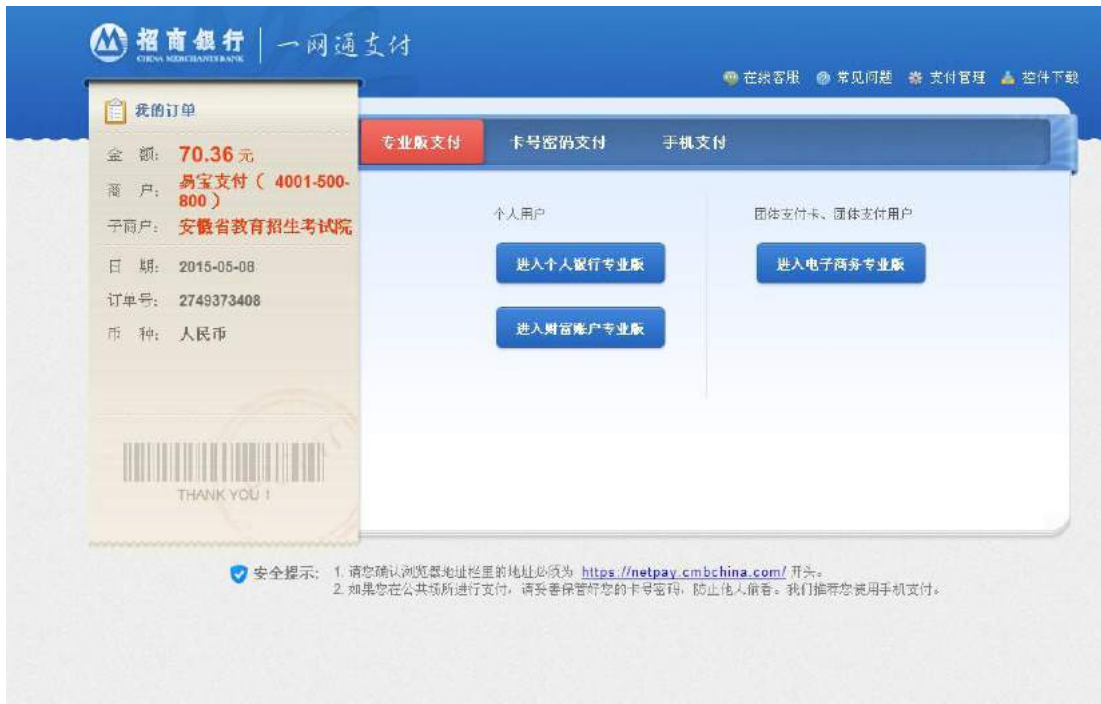 招商銀行 一网通支付
CHINA MERCHANTS BANK
在线客服 常见问题 支付管理 控件下载
我的订单
金 额: 70.36 元
商 户: 易宝支付 ( 4001-500-
800 )
子商户: 安徽省教育招生考试院
日 期: 2015-05-08
订单号: 2749373408
币 种: 人民币
THANK YOU !
专业版支付 卡号密码支付 手机支付
个人用户
进入个人银行专业版
进入财富账户专业版
团体支付卡、团体支付用户
进入电子商务专业版
安全提示: 1. 请您确认浏览器地址栏里的地址必须为 https://netpay.cmbchina.com/ 开头。
2. 如果您在公共场所进行支付,请妥善保管好您的卡号密码,防止他人偷看。我们推荐您使用手机支付。